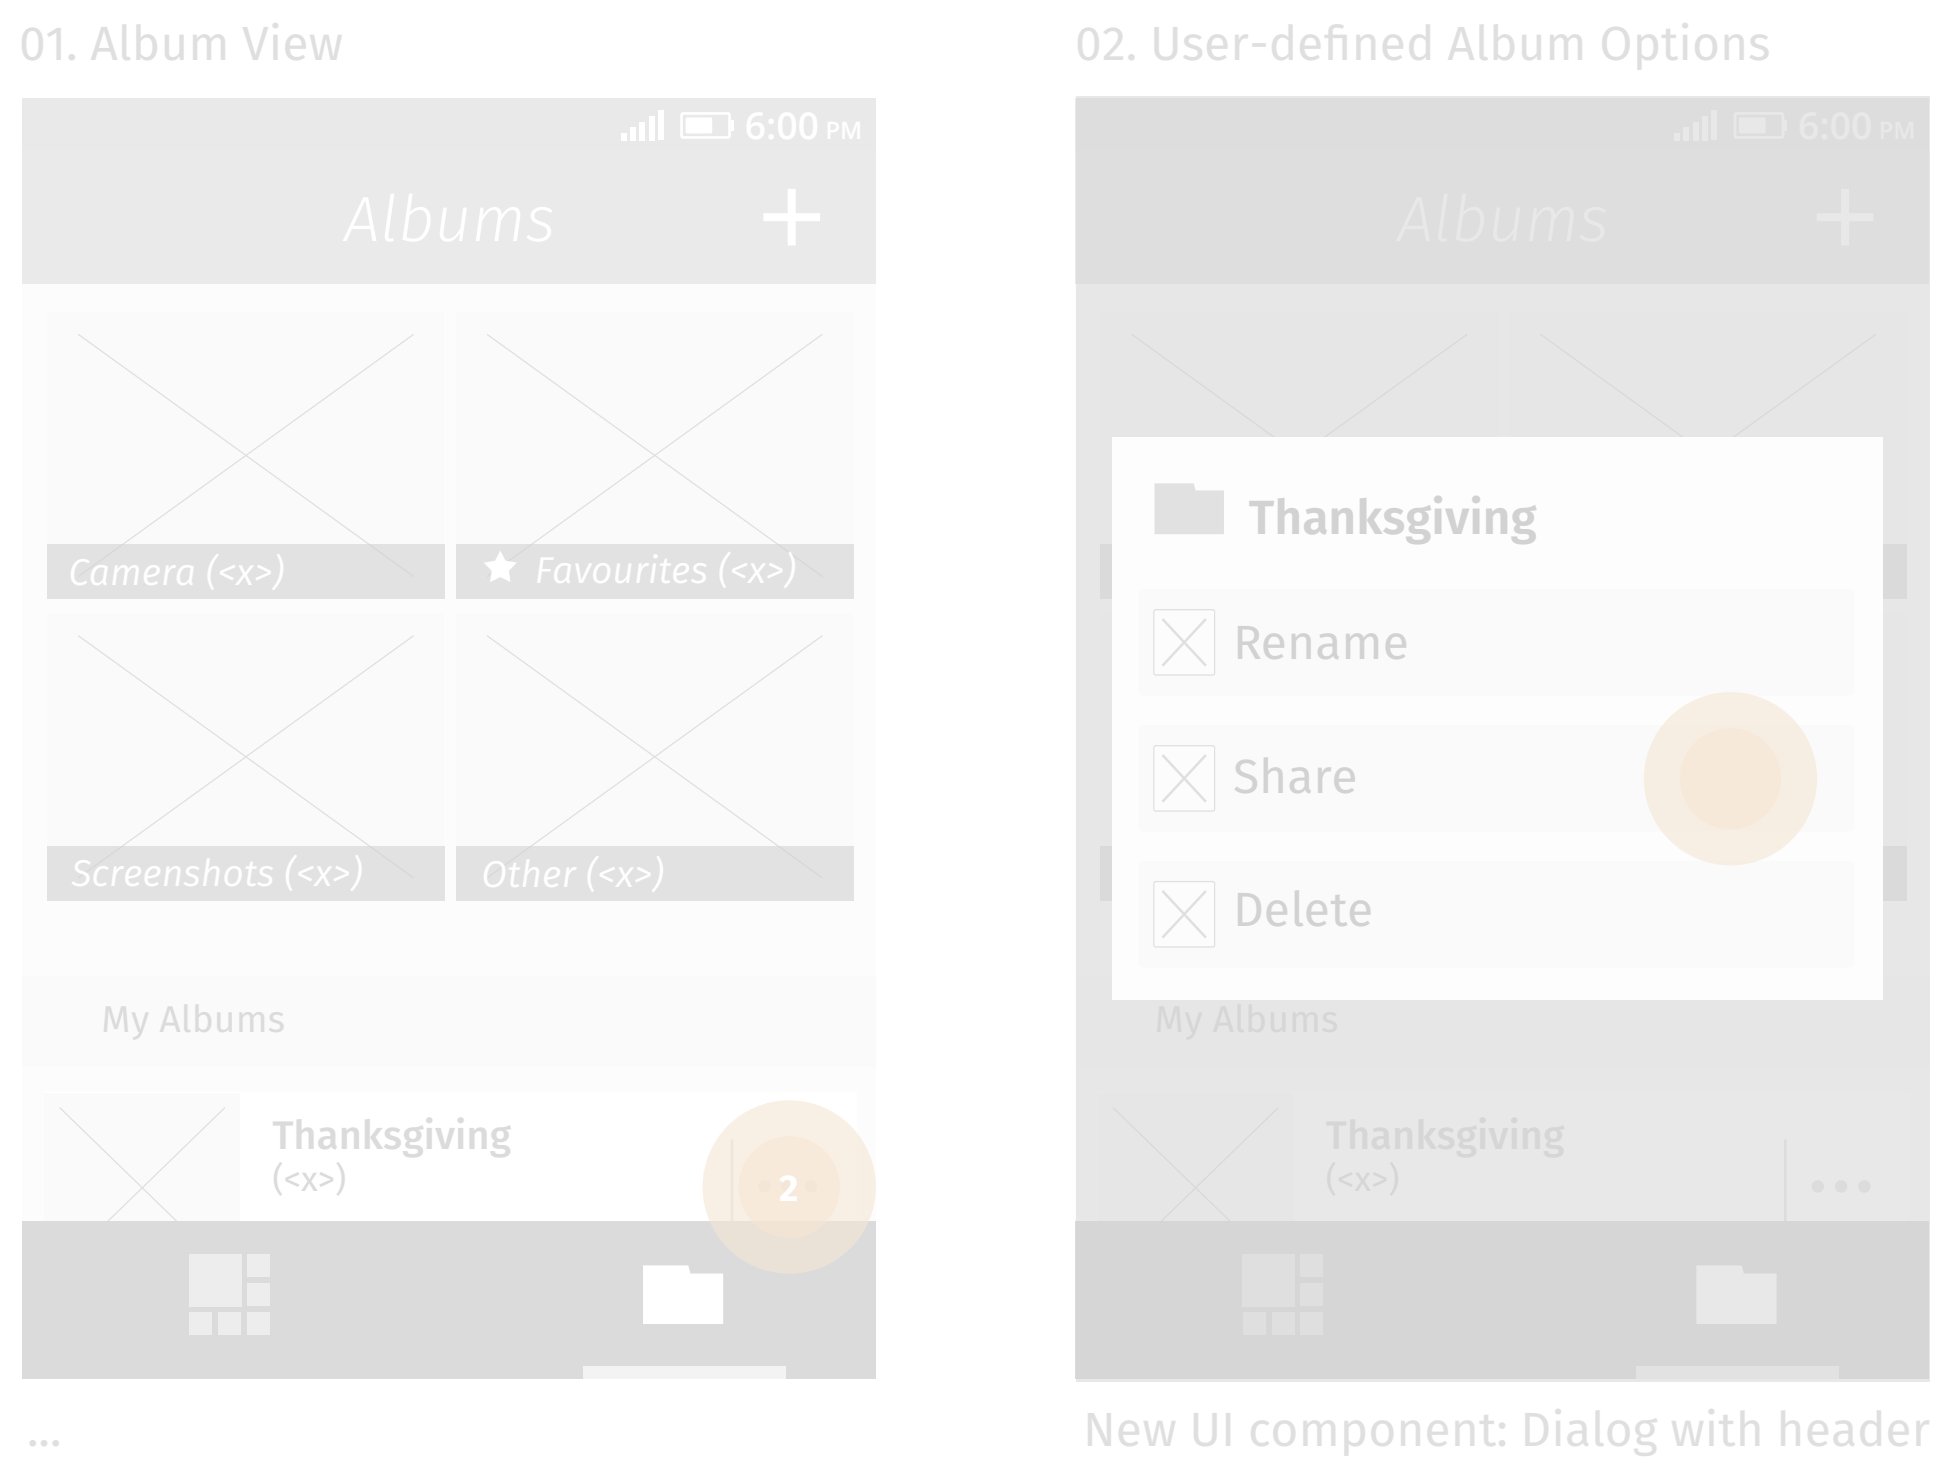 01. Album View
6:00 PM
Albums
Camera (<x>)
Favourites (<x>)
Screenshots (<x>)
Other (<x>)
My Albums
Thanksgiving
(<x>)
2
...
02. User-defined Album Options
6:00 PM
Albums
Thanksgiving
Rename
Share
Delete
My Albums
Thanksgiving
(<x>)
New UI component: Dialog with header